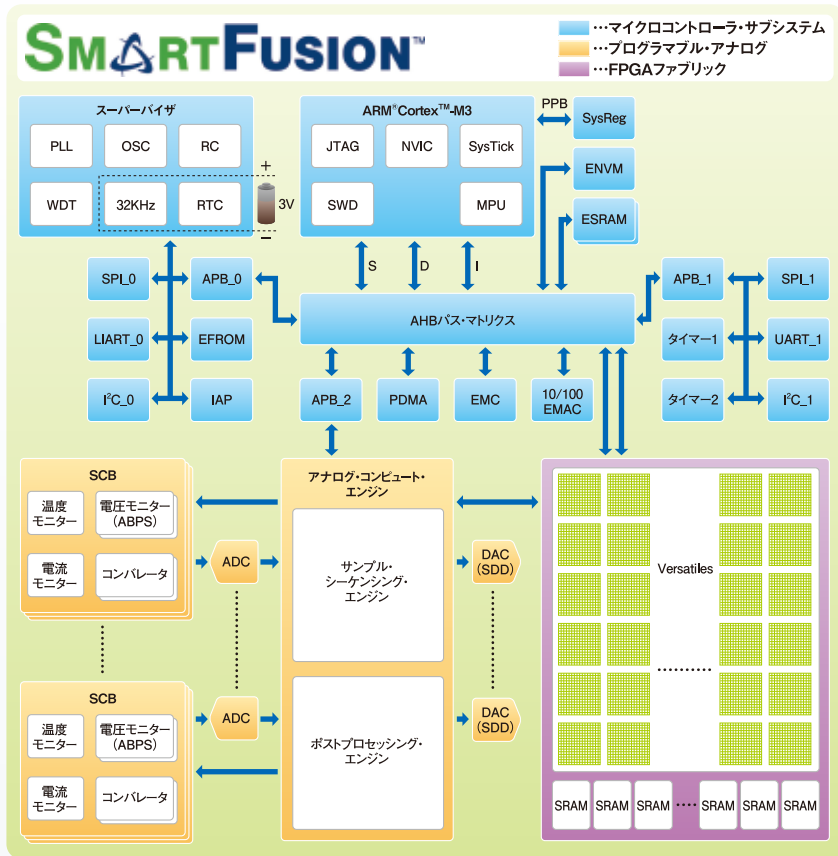 SMARTFUSION™
…マイクロコントローラ・サブシステム
…プログラマブル・アナログ
…FPGAファブリック
スーパーバイザ
PLL
OSC
RC
WDT
32KHz
RTC
+
3V
−
ARM®Cortex™-M3
JTAG
NVIC
SysTick
SWD
MPU
PPB
SysReg
ENVM
ESRAM
S
D
I
SPI_0
APB_0
LIART_0
EFROM
I²C_0
IAP
AHBパス・マトリクス
APB_1
SPI_1
タイマー1
UART_1
タイマー2
I²C_1
APB_2
PDMA
EMC
10/100
EMAC
SCB
温度
モニター
電圧モニター
(ABPS)
電流
モニター
コンパレータ
ADC
アナログ・コンピュート・
エンジン
サンプル・
シーケンシング・
エンジン
DAC
(SDD)
Versatiles
SCB
温度
モニター
電圧モニター
(ABPS)
電流
モニター
コンパレータ
ADC
ポストプロセッシング・
エンジン
DAC
(SDD)
SRAM SRAM SRAM ···· SRAM SRAM SRAM